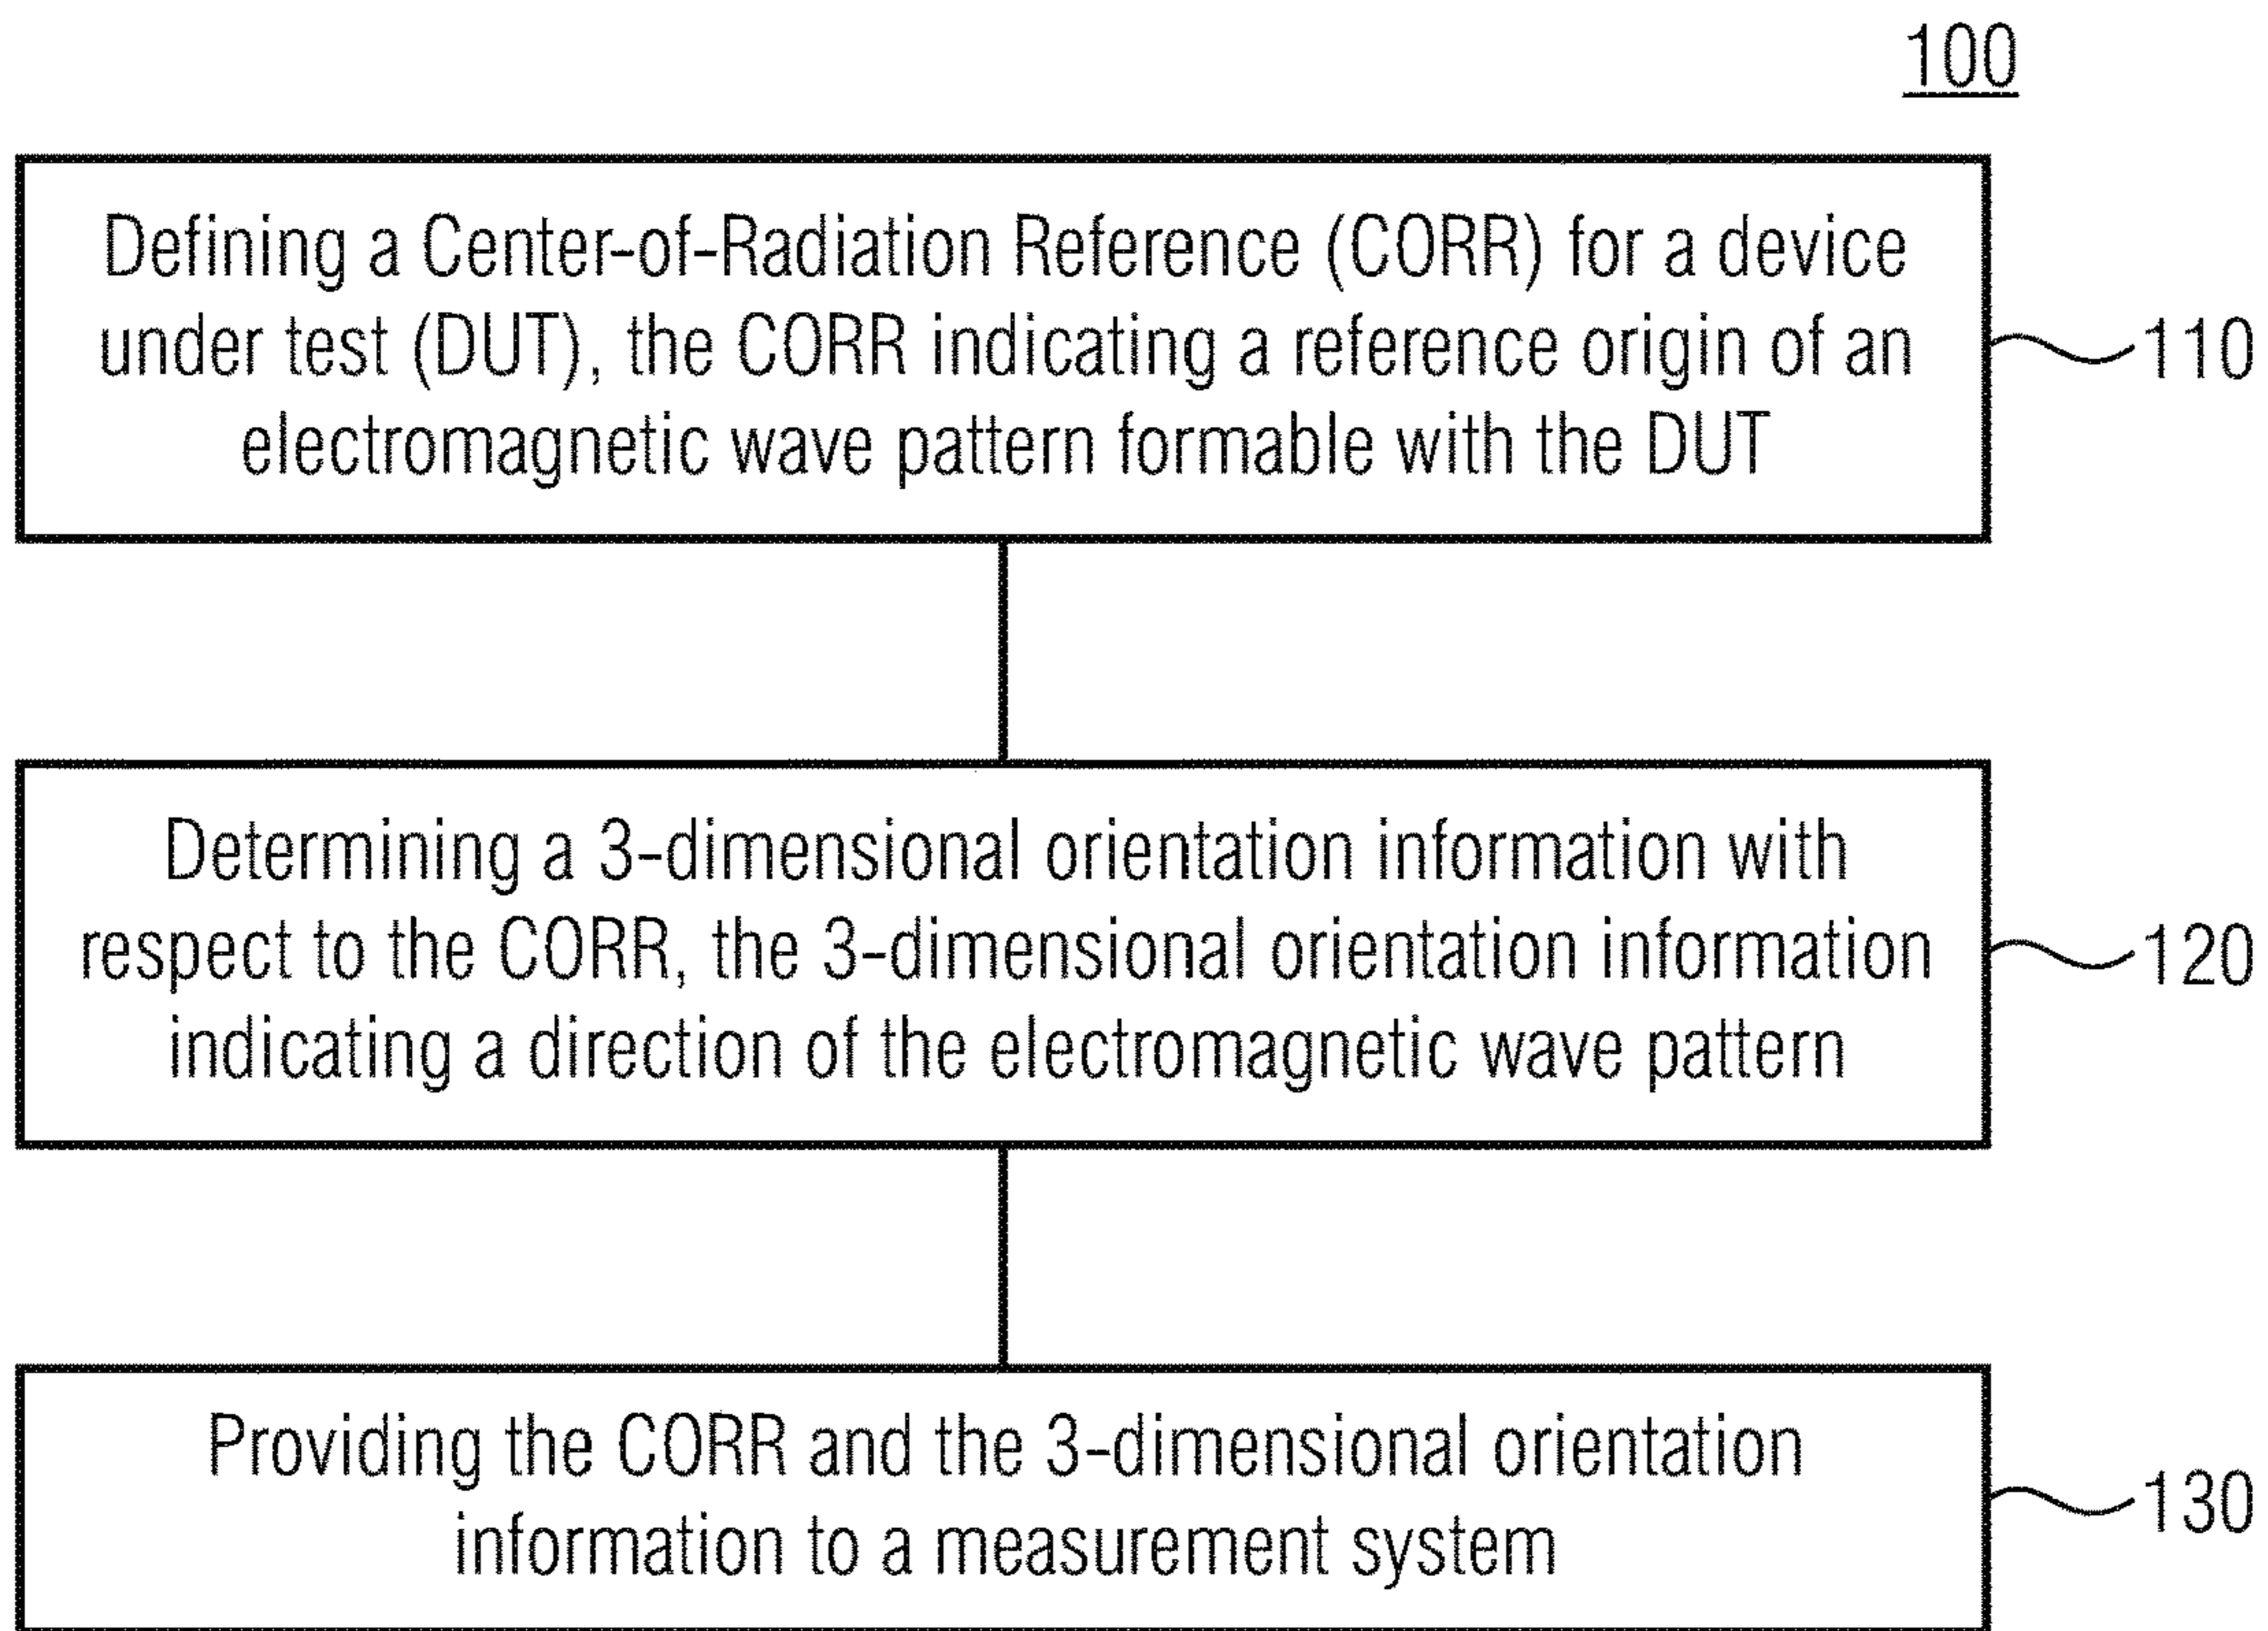 100
Defining a Center-of-Radiation Reference (CORR) for a device
under test (DUT), the CORR indicating a reference origin of an
electromagnetic wave pattern formable with the DUT
110
Determining a 3-dimensional orientation information with
respect to the CORR, the 3-dimensional orientation information
indicating a direction of the electromagnetic wave pattern
120
Providing the CORR and the 3-dimensional orientation
information to a measurement system
130